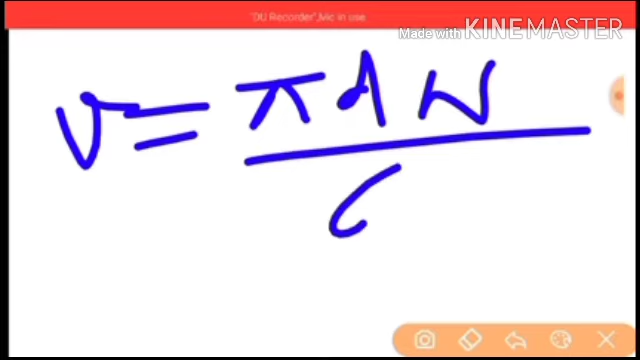 "DU Recorder",Mic in use
Made with KINEMASTER
v = πdN